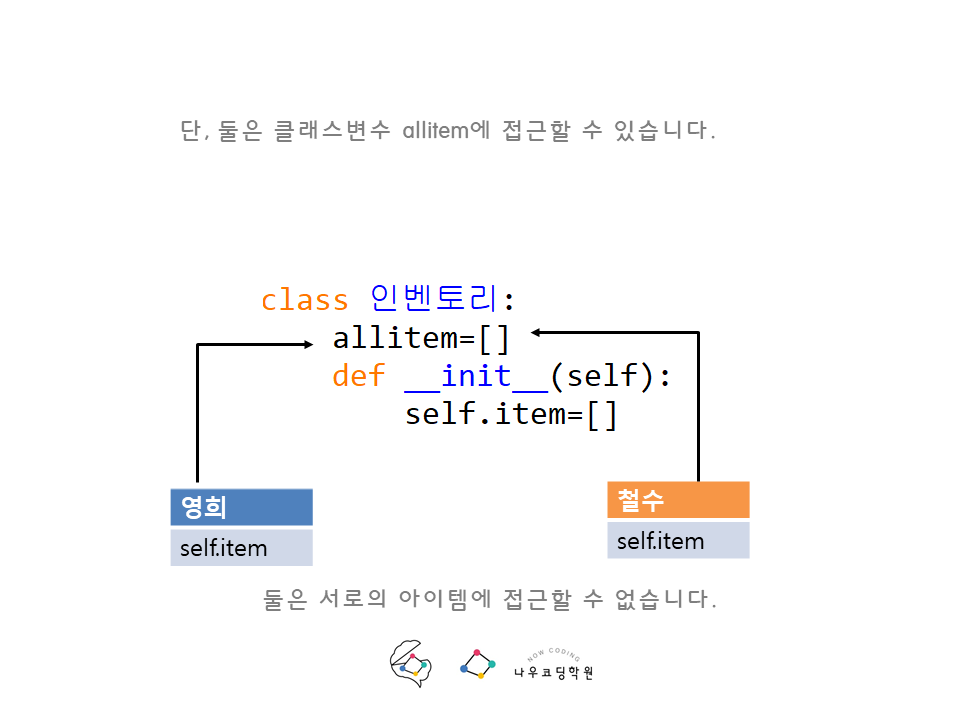 단, 둘은 클래스변수 allitem에 접근할 수 있습니다.
class 인벤토리:
allitem=[]
def __init__(self):
self.item=[]
영희
self.item
철수
self.item
둘은 서로의 아이템에 접근할 수 없습니다.
NOW CODING
나우코딩학원